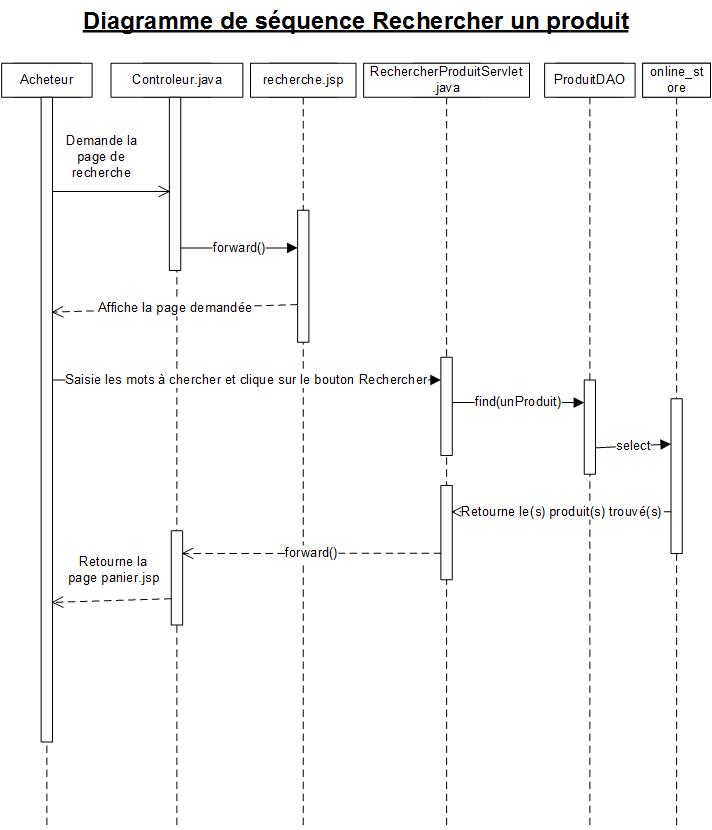 Diagramme de séquence Rechercher un produit
Acheteur
Controleur.java
recherche.jsp
RechercherProduitServlet
.java
ProduitDAO
online_st
ore
Demande la
page de
recherche
forward()
Affiche la page demandée
Saisie les mots à chercher et clique sur le bouton Rechercher
find(unProduit)
select
Retourne le(s) produit(s) trouvé(s)
forward()
Retourne la
page panier.jsp